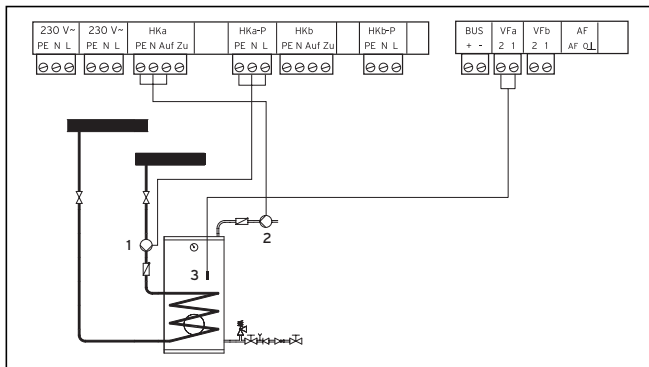 230 V~ 230 V~ HKa HKa-P HKb HKb-P BUS VFa VFb AF
PE N L PE N L PE N Auf Zu PE N L PE N Auf Zu PE N L + - 2 1 2 1 AF 0⊥
1
2
3